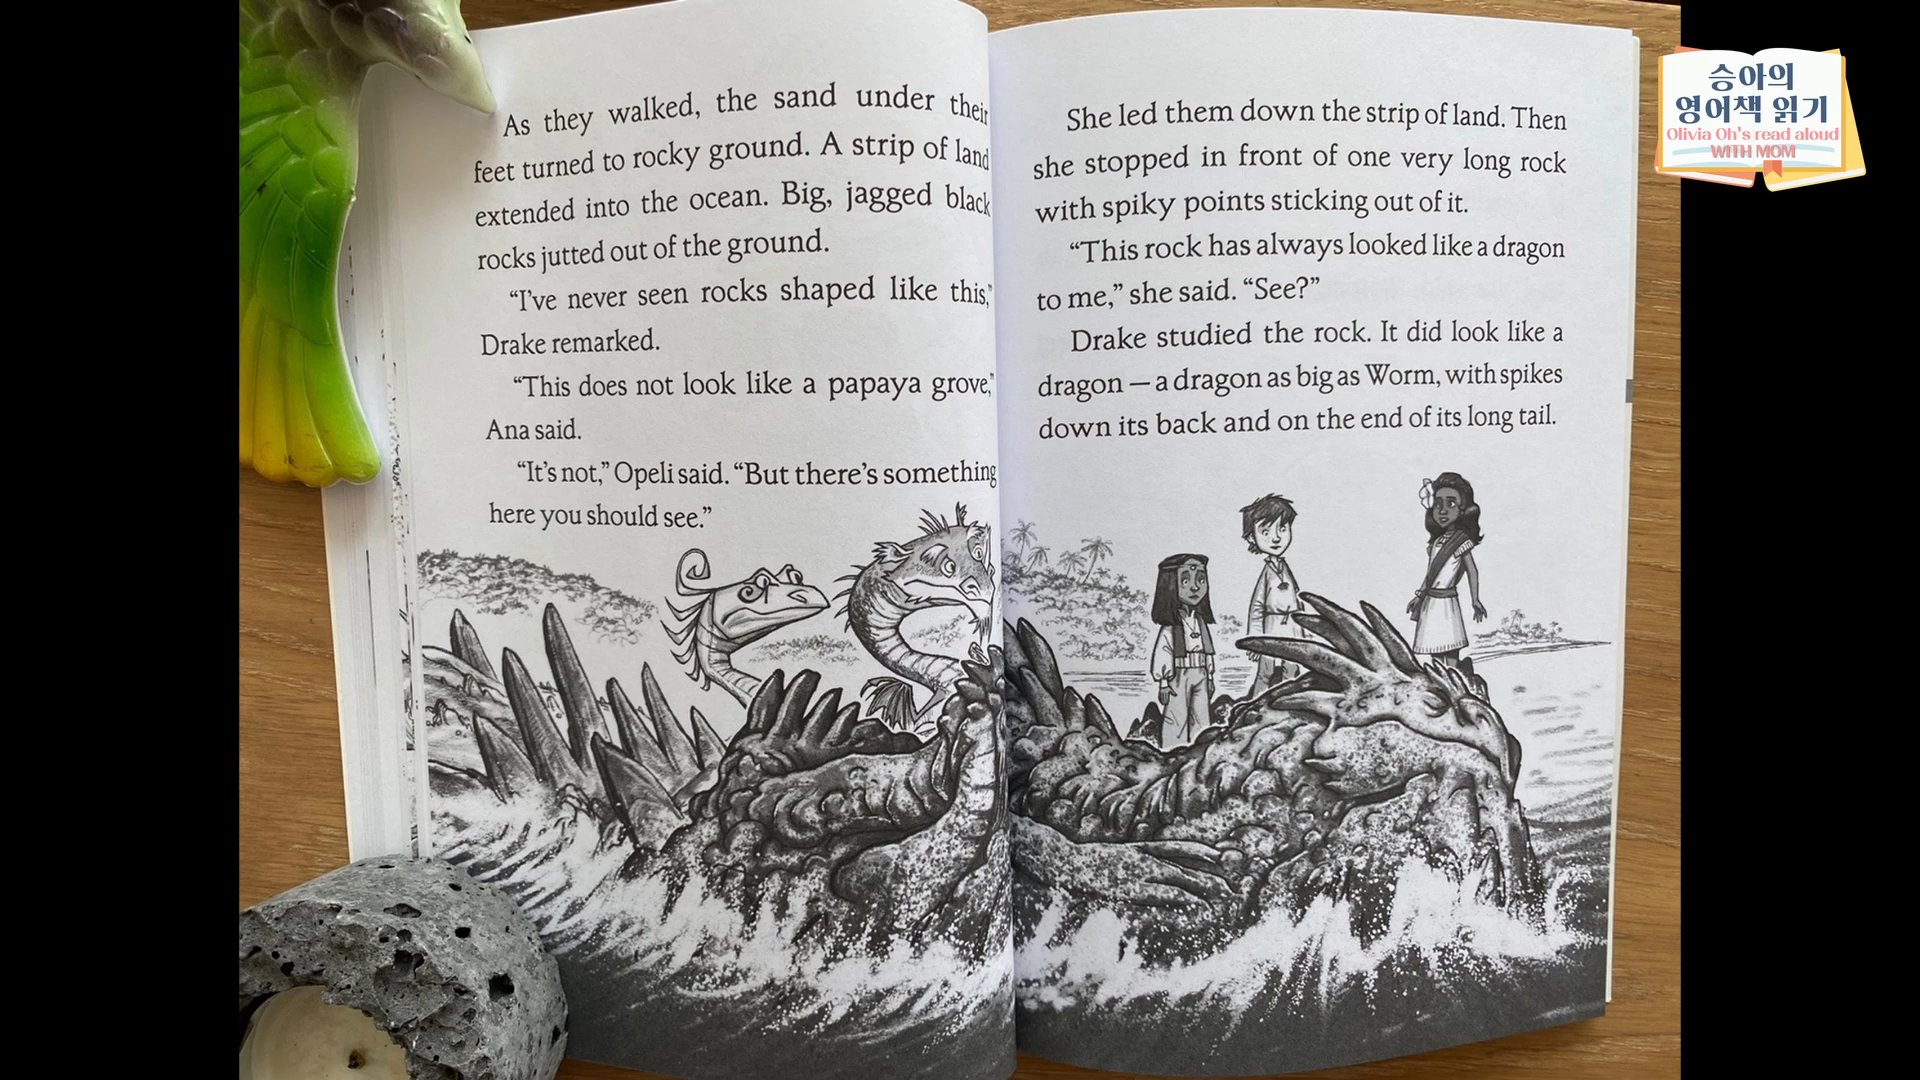 As they walked, the sand under their
feet turned to rocky ground. A strip of land
extended into the ocean. Big, jagged black
rocks jutted out of the ground.
“I’ve never seen rocks shaped like this,”
Drake remarked.
“This does not look like a papaya grove,”
Ana said.
“It’s not,” Opeli said. “But there’s something
here you should see.”
She led them down the strip of land. Then
she stopped in front of one very long rock
with spiky points sticking out of it.
“This rock has always looked like a dragon
to me,” she said. “See?”
Drake studied the rock. It did look like a
dragon — a dragon as big as Worm, with spikes
down its back and on the end of its long tail.
승아의
영어책 읽기
Olivia Oh's read aloud
WITH MOM